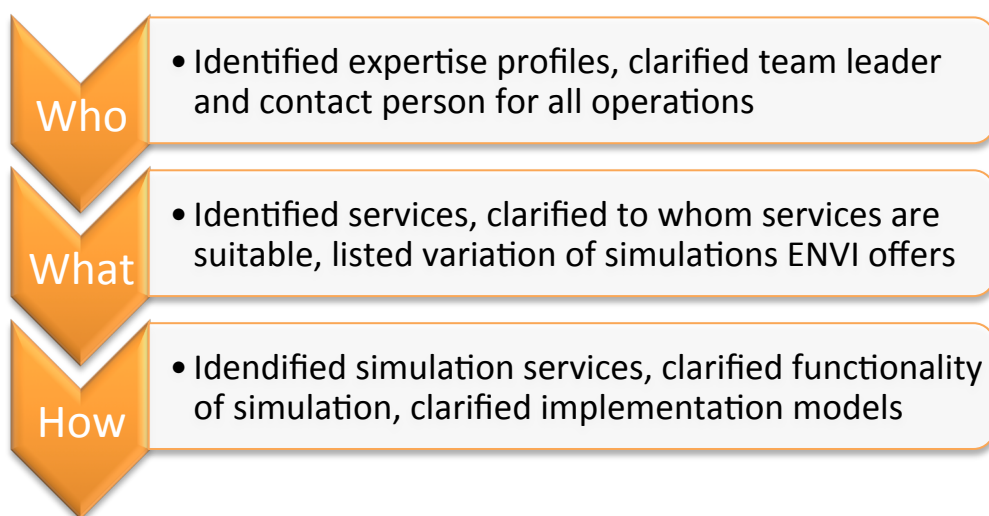 Who
• Identified expertise profiles, clarified team leader
and contact person for all operations
What
• Identified services, clarified to whom services are
suitable, listed variation of simulations ENVI offers
How
• Idendified simulation services, clarified functionality
of simulation, clarified implementation models